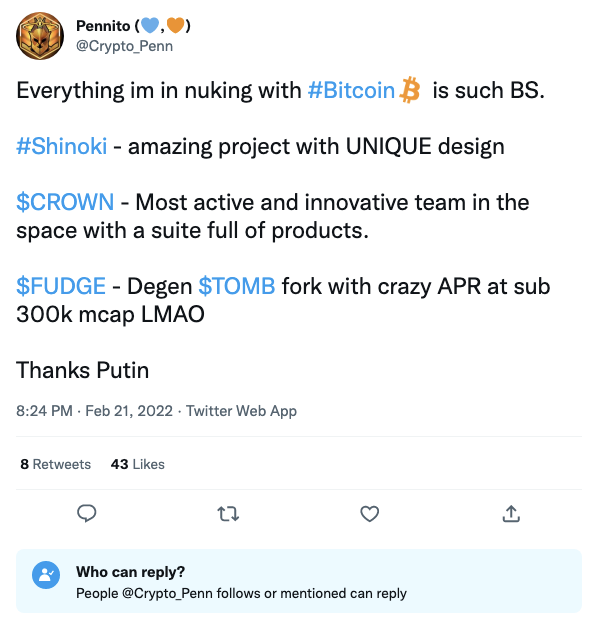 Pennito (💙,🧡)
@Crypto_Penn
Everything im in nuking with #Bitcoin is such BS.
#Shinoki - amazing project with UNIQUE design
$CROWN - Most active and innovative team in the
space with a suite full of products.
$FUDGE - Degen $TOMB fork with crazy APR at sub
300k mcap LMAO
Thanks Putin
8:24 PM · Feb 21, 2022 · Twitter Web App
8 Retweets 43 Likes
Who can reply?
People @Crypto_Penn follows or mentioned can reply